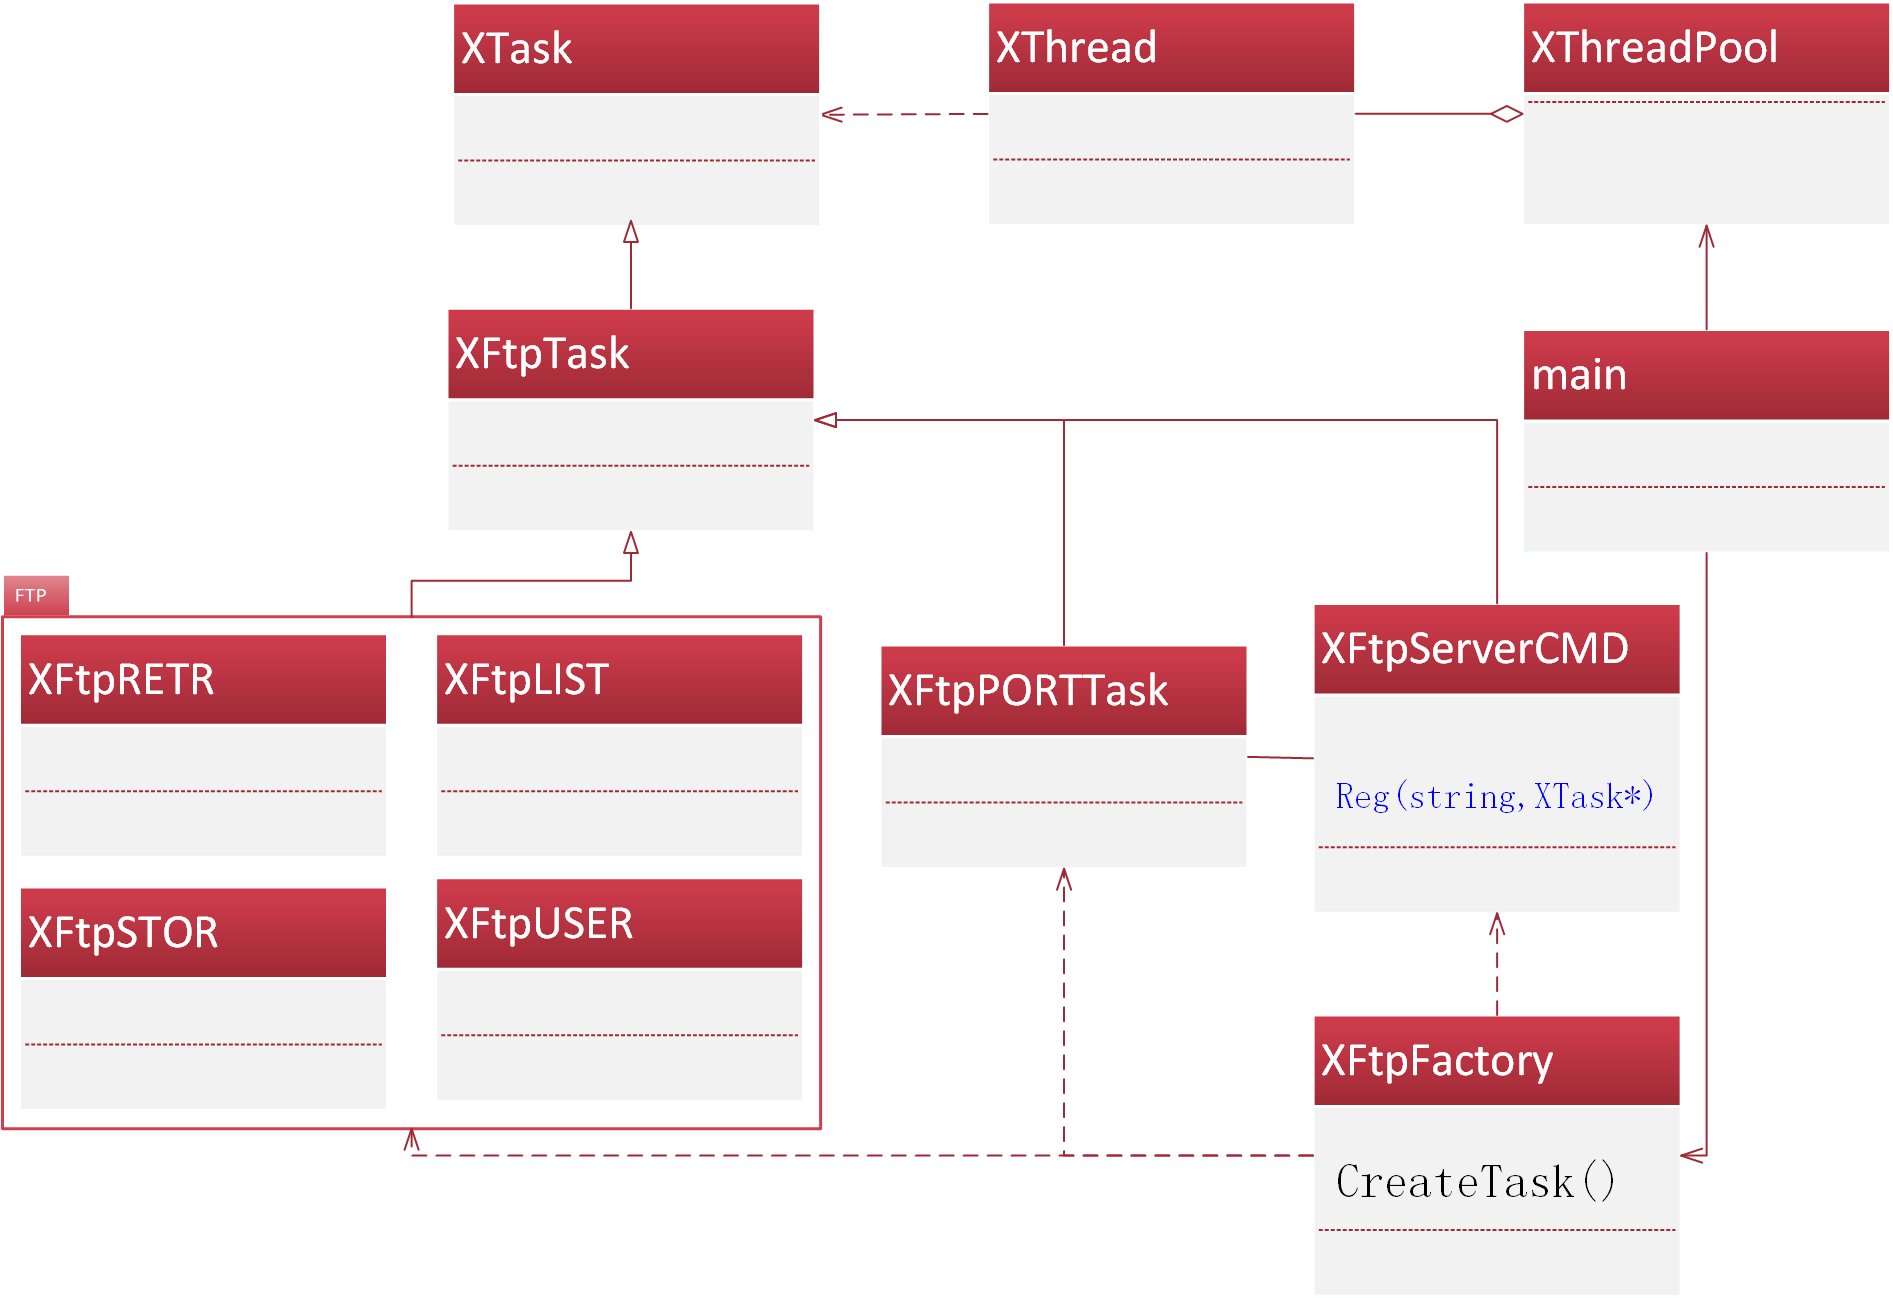 XTask
XThread
XThreadPool
XFtpTask
main
FTP
XFtpRETR
XFtpLIST
XFtpPORTTask
XFtpServerCMD
Reg(string,XTask*)
XFtpSTOR
XFtpUSER
XFtpFactory
CreateTask()